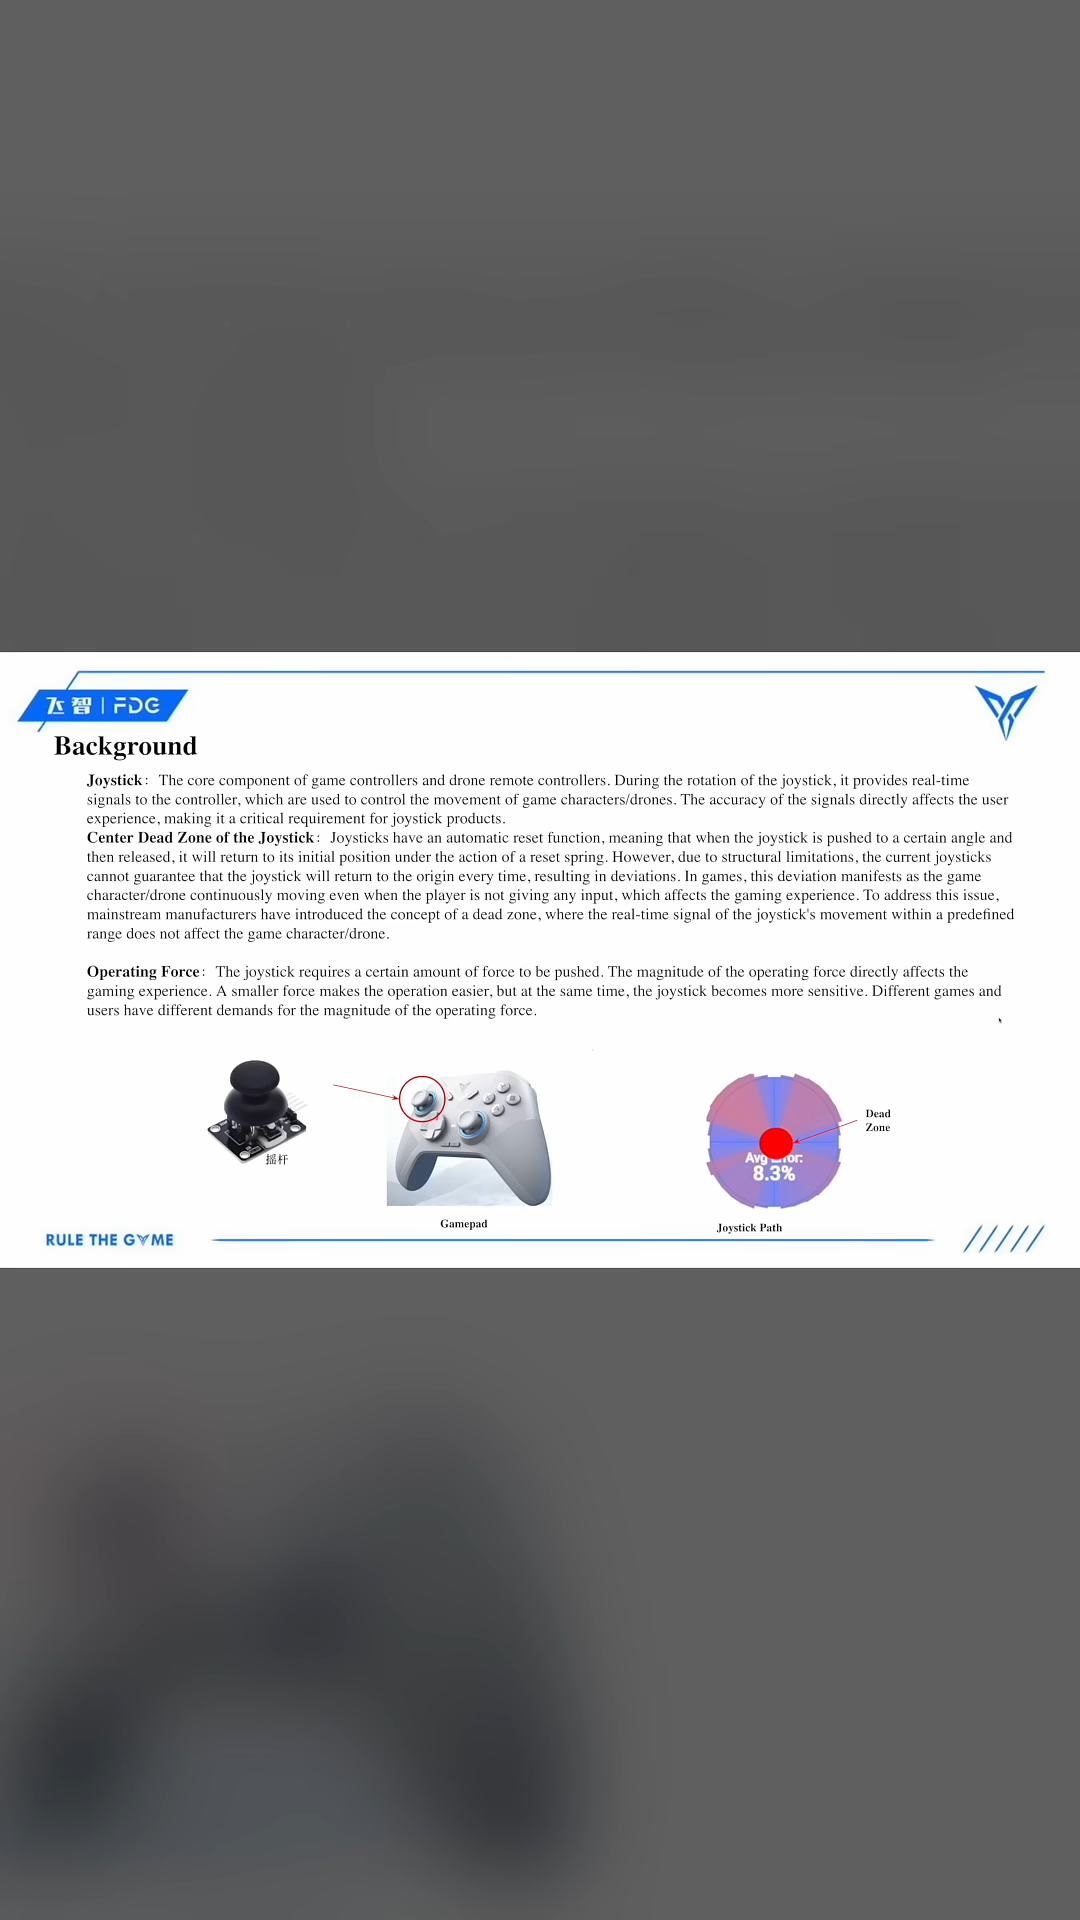 飞智 | FDG
Background
Joystick： The core component of game controllers and drone remote controllers. During the rotation of the joystick, it provides real-time
signals to the controller, which are used to control the movement of game characters/drones. The accuracy of the signals directly affects the user
experience, making it a critical requirement for joystick products.
Center Dead Zone of the Joystick： Joysticks have an automatic reset function, meaning that when the joystick is pushed to a certain angle and
then released, it will return to its initial position under the action of a reset spring. However, due to structural limitations, the current joysticks
cannot guarantee that the joystick will return to the origin every time, resulting in deviations. In games, this deviation manifests as the game
character/drone continuously moving even when the player is not giving any input, which affects the gaming experience. To address this issue,
mainstream manufacturers have introduced the concept of a dead zone, where the real-time signal of the joystick's movement within a predefined
range does not affect the game character/drone.
Operating Force： The joystick requires a certain amount of force to be pushed. The magnitude of the operating force directly affects the
gaming experience. A smaller force makes the operation easier, but at the same time, the joystick becomes more sensitive. Different games and
users have different demands for the magnitude of the operating force.
摇杆
Gamepad
Dead
Zone
Avg
8.3%
Joystick Path
RULE THE GAME